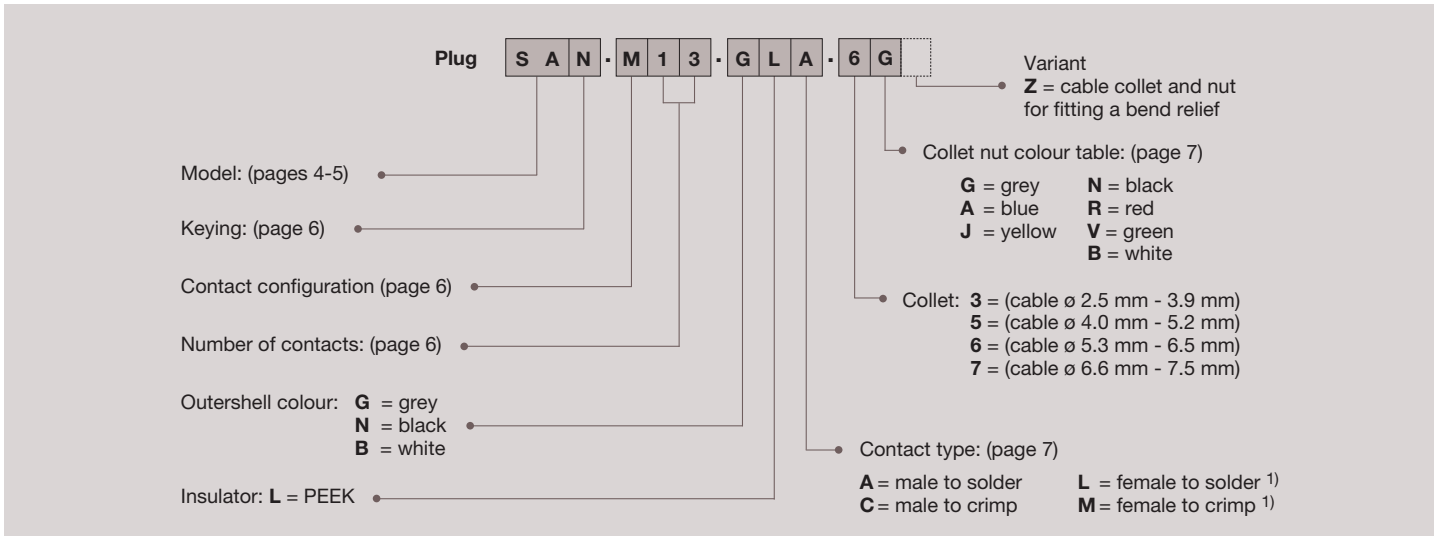 Plug S A N · M 1 3 · G L A · 6 G
Variant
Z = cable collet and nut
for fitting a bend relief
Collet nut colour table: (page 7)
G = grey N = black
A = blue R = red
J = yellow V = green
B = white
Model: (pages 4-5)
Keying: (page 6)
Contact configuration (page 6)
Number of contacts: (page 6)
Collet: 3 = (cable ø 2.5 mm - 3.9 mm)
5 = (cable ø 4.0 mm - 5.2 mm)
6 = (cable ø 5.3 mm - 6.5 mm)
7 = (cable ø 6.6 mm - 7.5 mm)
Outershell colour: G = grey
N = black
B = white
Insulator: L = PEEK
Contact type: (page 7)
A = male to solder L = female to solder 1)
C = male to crimp M = female to crimp 1)